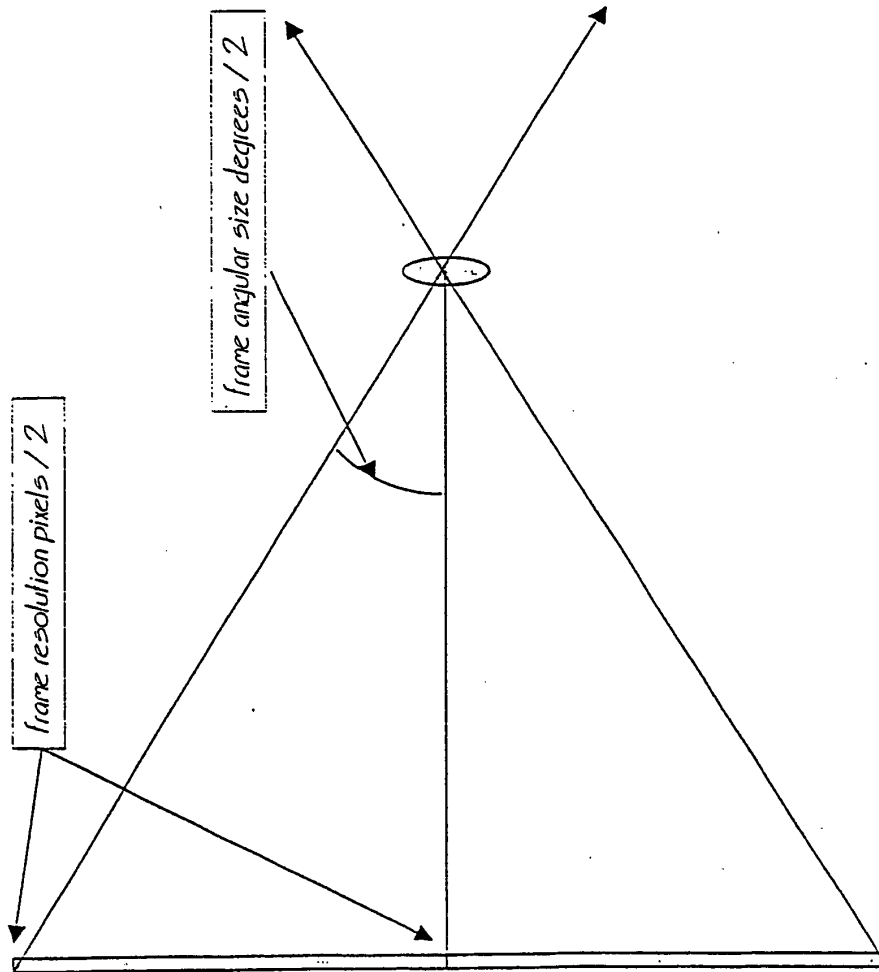 frame resolution pixels / 2
frame angular size degrees / 2